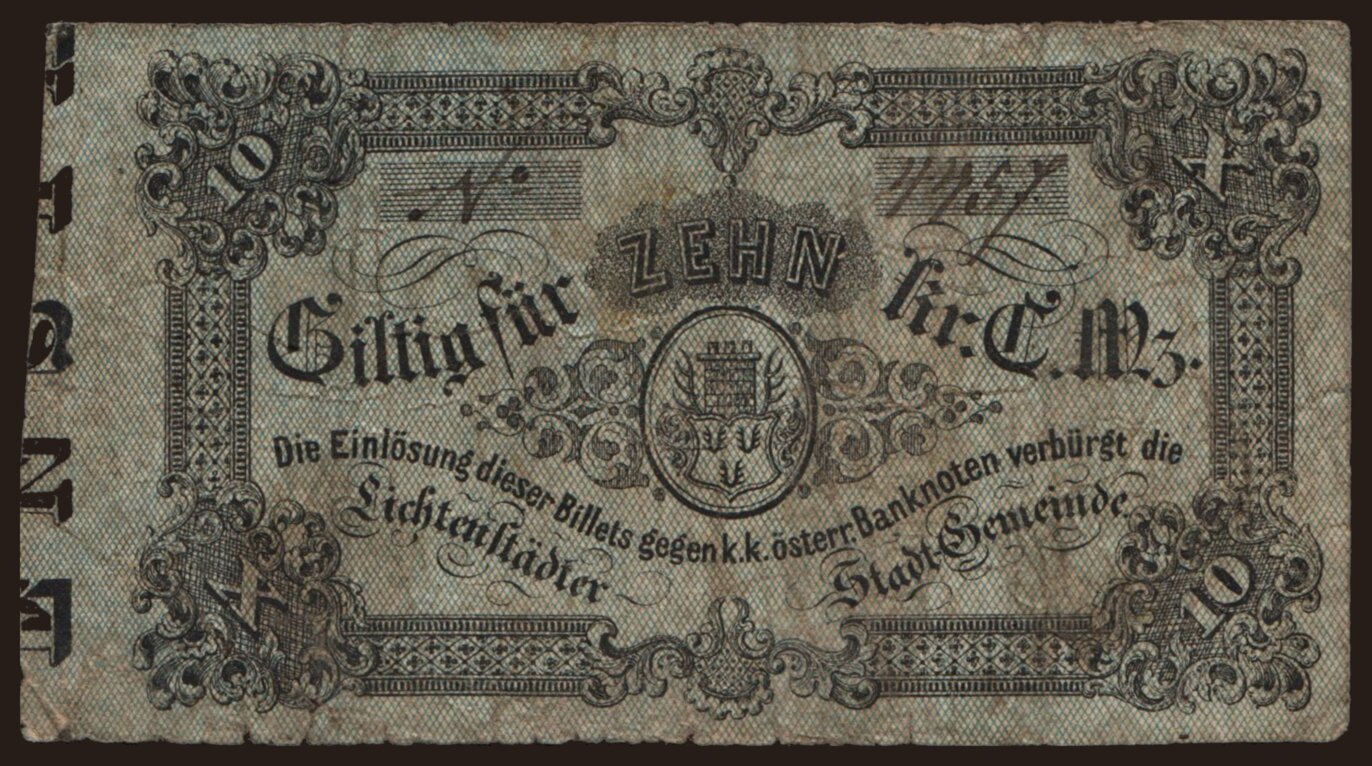 10
X
No
ZEHN
Giltig für kr. C. Mz.
Die Einlösung dieser Billets gegen k.k. österr. Banknoten verbürgt die
Lichtenstädter Stadt-Gemeinde
X
10
ENST